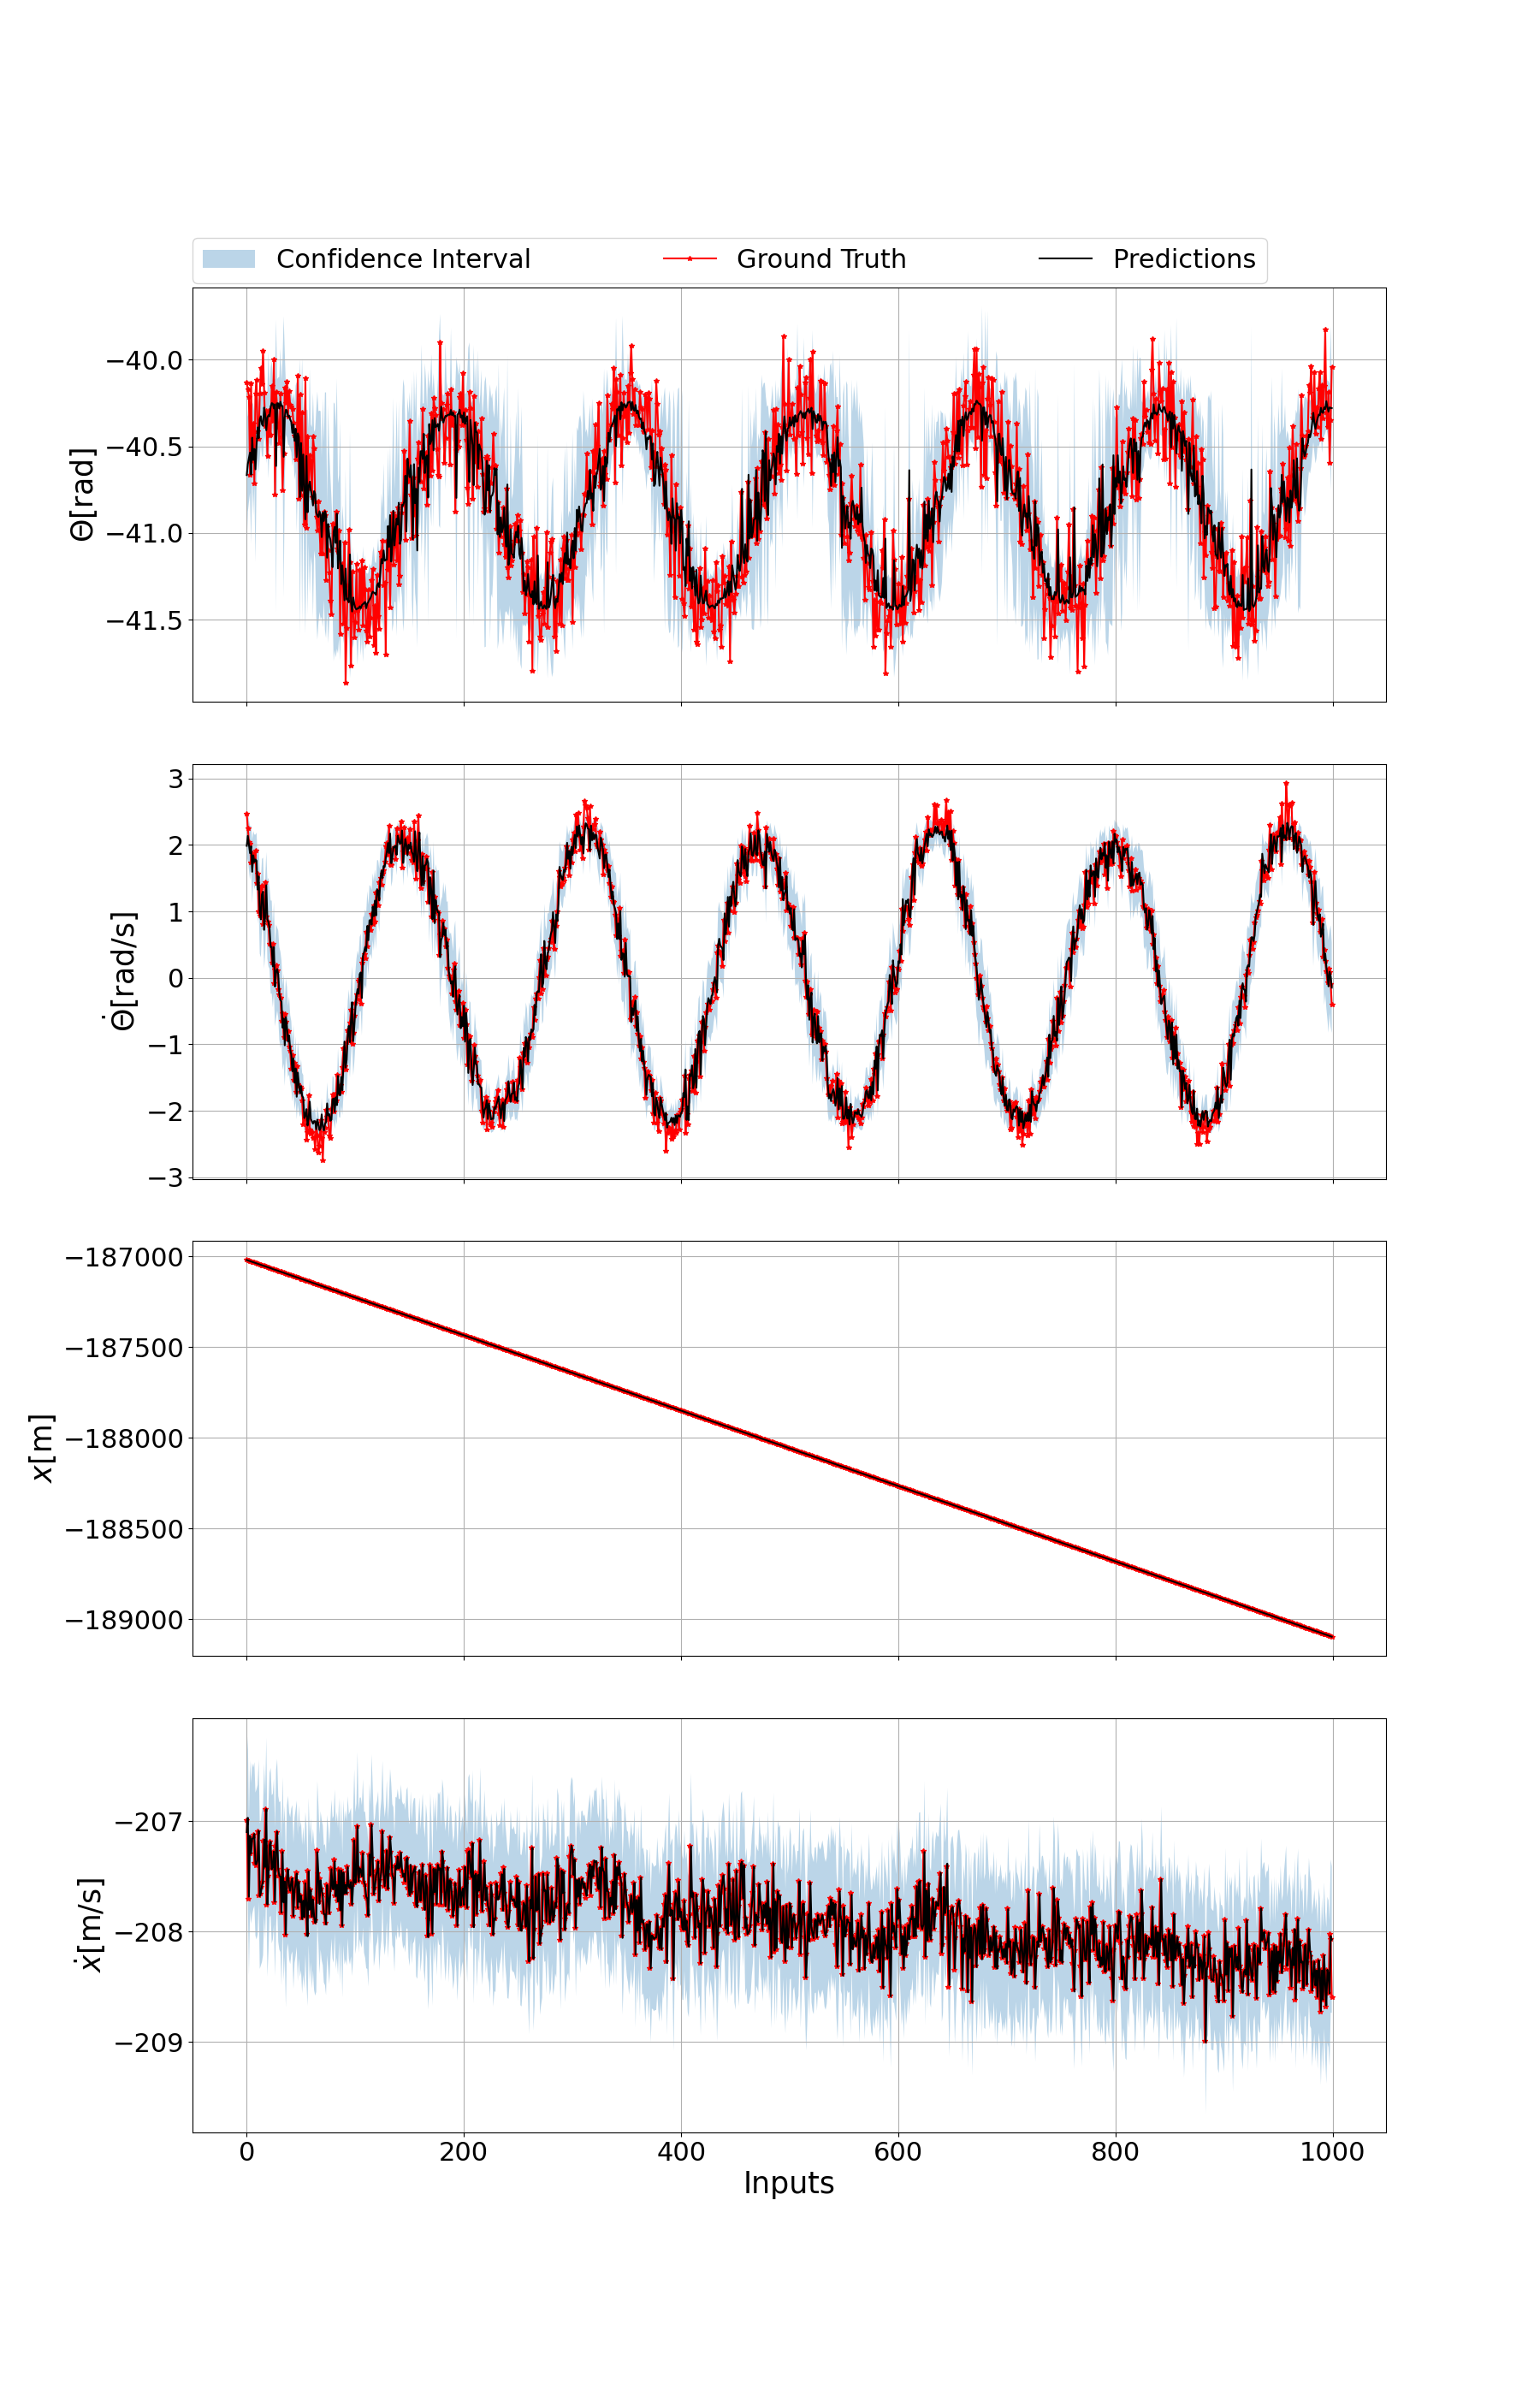 Confidence Interval Ground Truth Predictions
−40.0
−40.5
−41.0
−41.5
Θ[rad]
3
2
1
0
−1
−2
−3
Θ̇[rad/s]
−187000
−187500
−188000
−188500
−189000
x[m]
−207
−208
−209
ẋ[m/s]
0 200 400 600 800 1000
Inputs